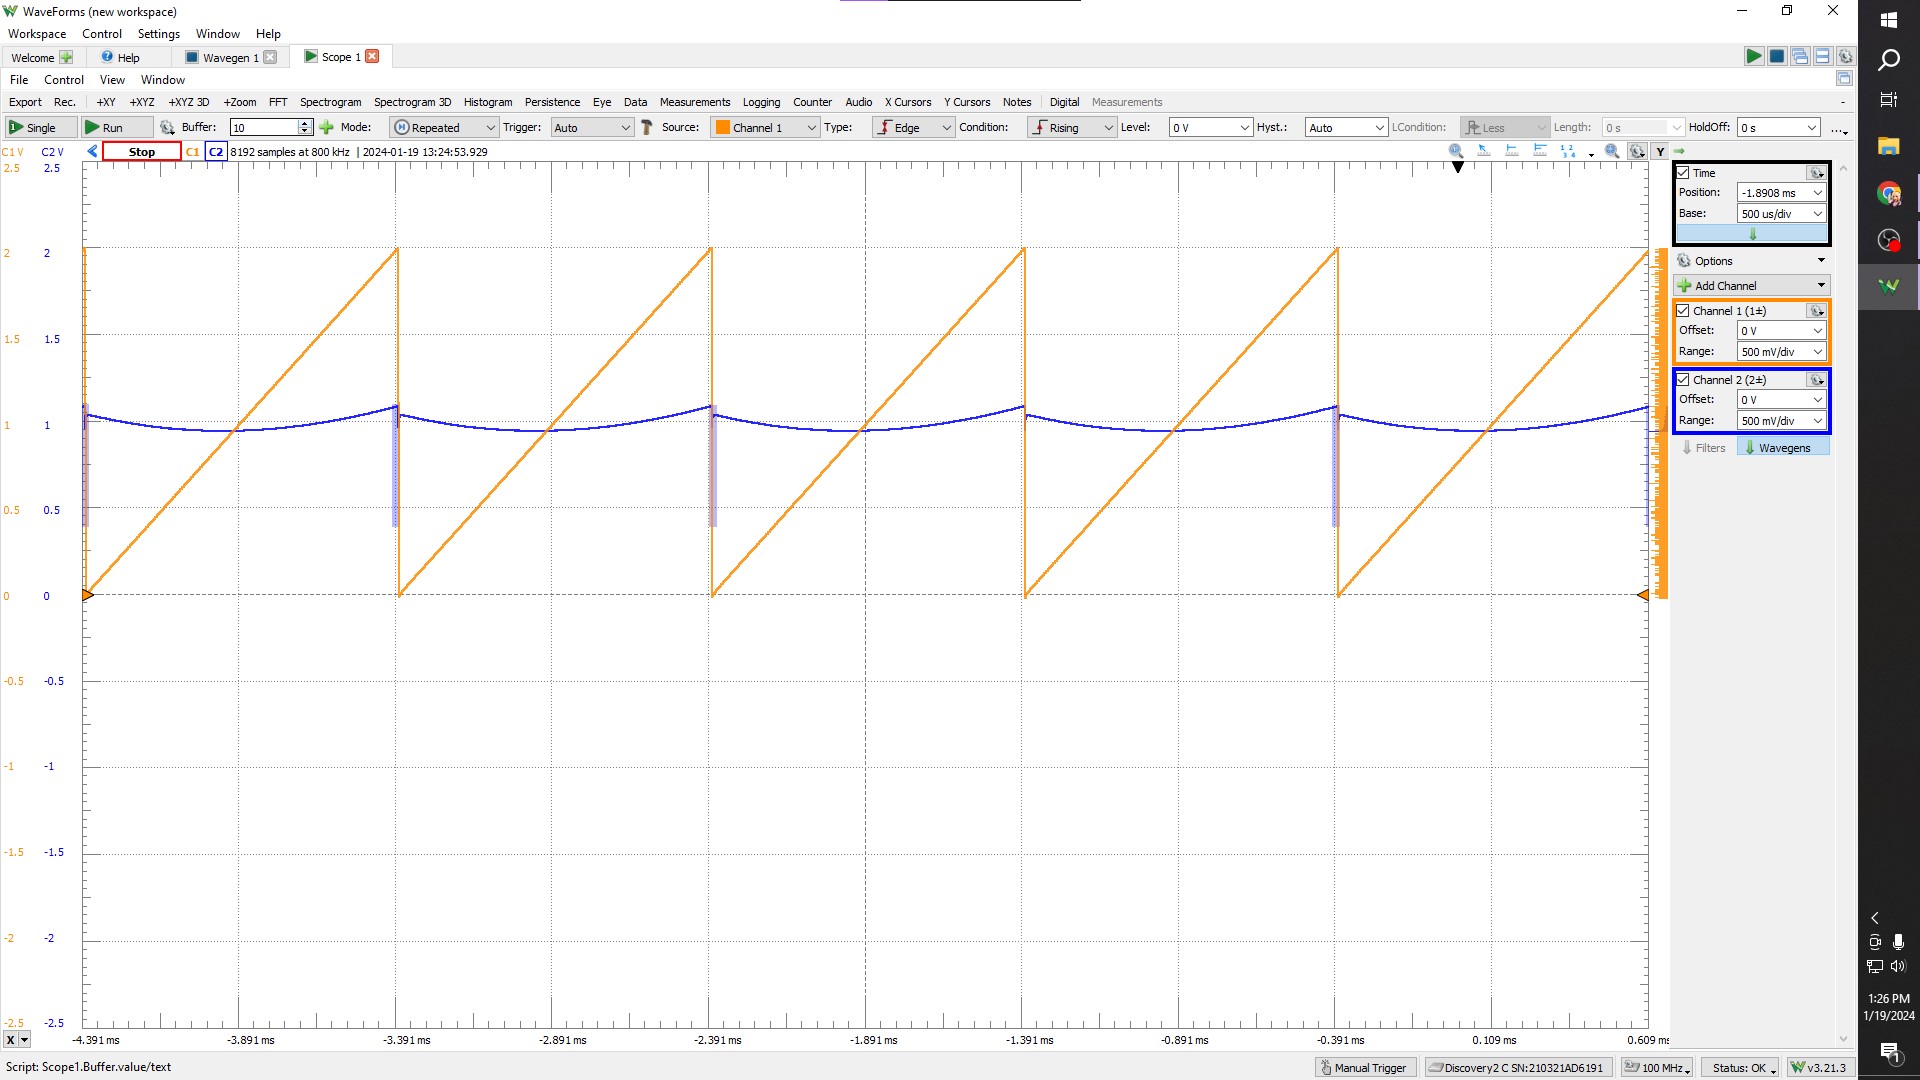 WaveForms (new workspace)
Workspace Control Settings Window Help
Welcome Help Wavegen 1 Scope 1
File Control View Window
Export Rec. +XY +XYZ +XYZ 3D +Zoom FFT Spectrogram Spectrogram 3D Histogram Persistence Eye Data Measurements Logging Counter Audio X Cursors Y Cursors Notes Digital Measurements
Single Run Buffer: 10 Mode: Repeated Trigger: Auto Source: Channel 1 Type: Edge Condition: Rising Level: 0 V Hyst.: Auto LCondition: Less Length: 0 s HoldOff: 0 s ...
C1 V C2 V Stop C1 C2 8192 samples at 800 kHz | 2024-01-19 13:24:53.929 Y
2.5 2.5
2 2
1.5 1.5
1 1
0.5 0.5
0 0
-0.5 -0.5
-1 -1
-1.5 -1.5
-2 -2
-2.5 -2.5
X -4.391 ms -3.891 ms -3.391 ms -2.891 ms -2.391 ms -1.891 ms -1.391 ms -0.891 ms -0.391 ms 0.109 ms 0.609 ms
Time
Position: -1.8908 ms
Base: 500 us/div
Options
Add Channel
Channel 1 (1±)
Offset: 0 V
Range: 500 mV/div
Channel 2 (2±)
Offset: 0 V
Range: 500 mV/div
Filters Wavegens
Script: Scope1.Buffer.value/text Manual Trigger Discovery2 C SN:210321AD6191 100 MHz Status: OK v3.21.3
1:26 PM
1/19/2024
1